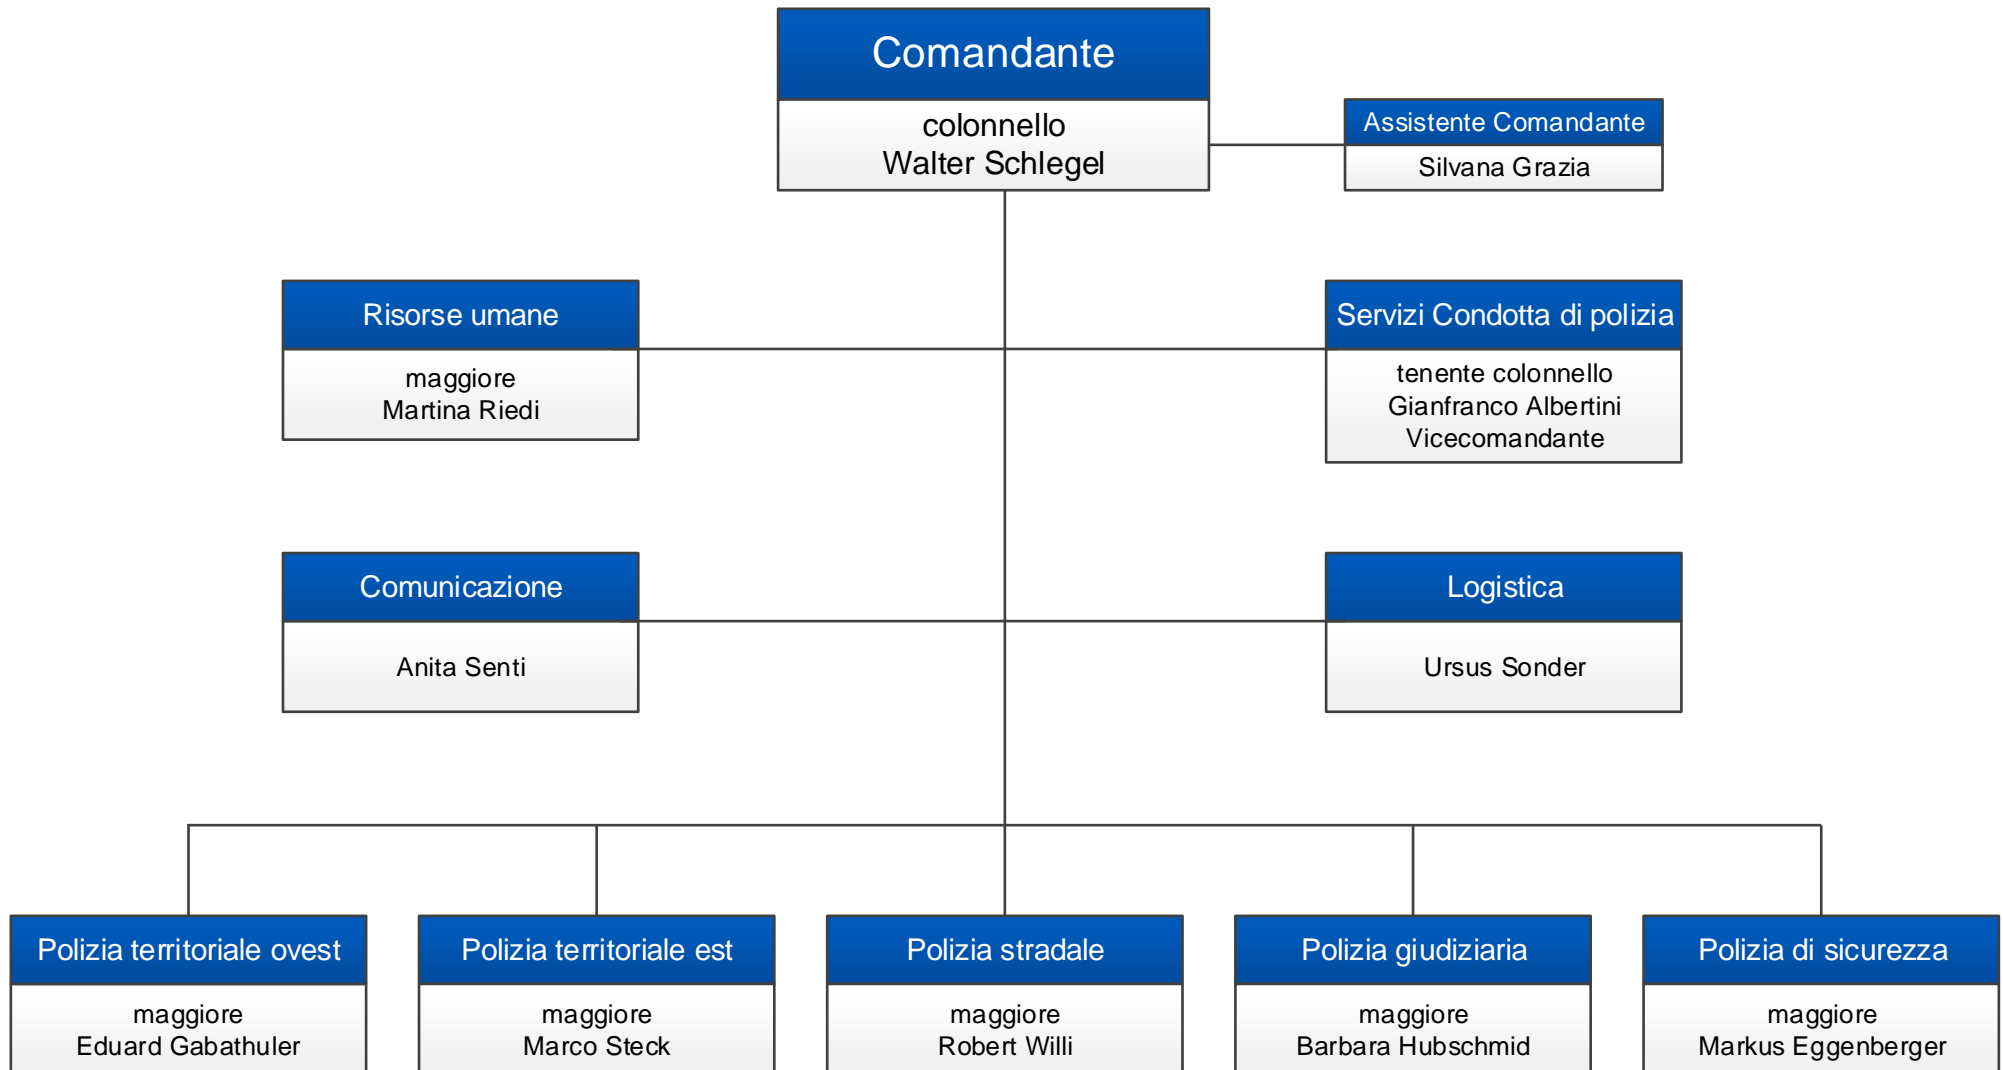 Comandante
colonnello
Walter Schlegel
Assistente Comandante
Silvana Grazia
Risorse umane
maggiore
Martina Riedi
Servizi Condotta di polizia
tenente colonnello
Gianfranco Albertini
Vicecomandante
Comunicazione
Anita Senti
Logistica
Ursus Sonder
Polizia territoriale ovest
maggiore
Eduard Gabathuler
Polizia territoriale est
maggiore
Marco Steck
Polizia stradale
maggiore
Robert Willi
Polizia giudiziaria
maggiore
Barbara Hubschmid
Polizia di sicurezza
maggiore
Markus Eggenberger